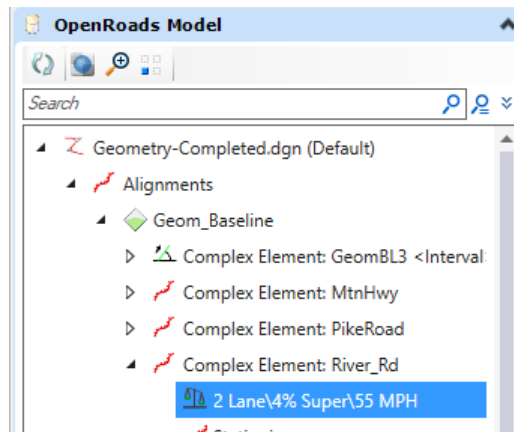 OpenRoads Model
Search
Geometry-Completed.dgn (Default)
Alignments
Geom_Baseline
Complex Element: GeomBL3 <Interval
Complex Element: MtnHwy
Complex Element: PikeRoad
Complex Element: River_Rd
2 Lane\4% Super\55 MPH